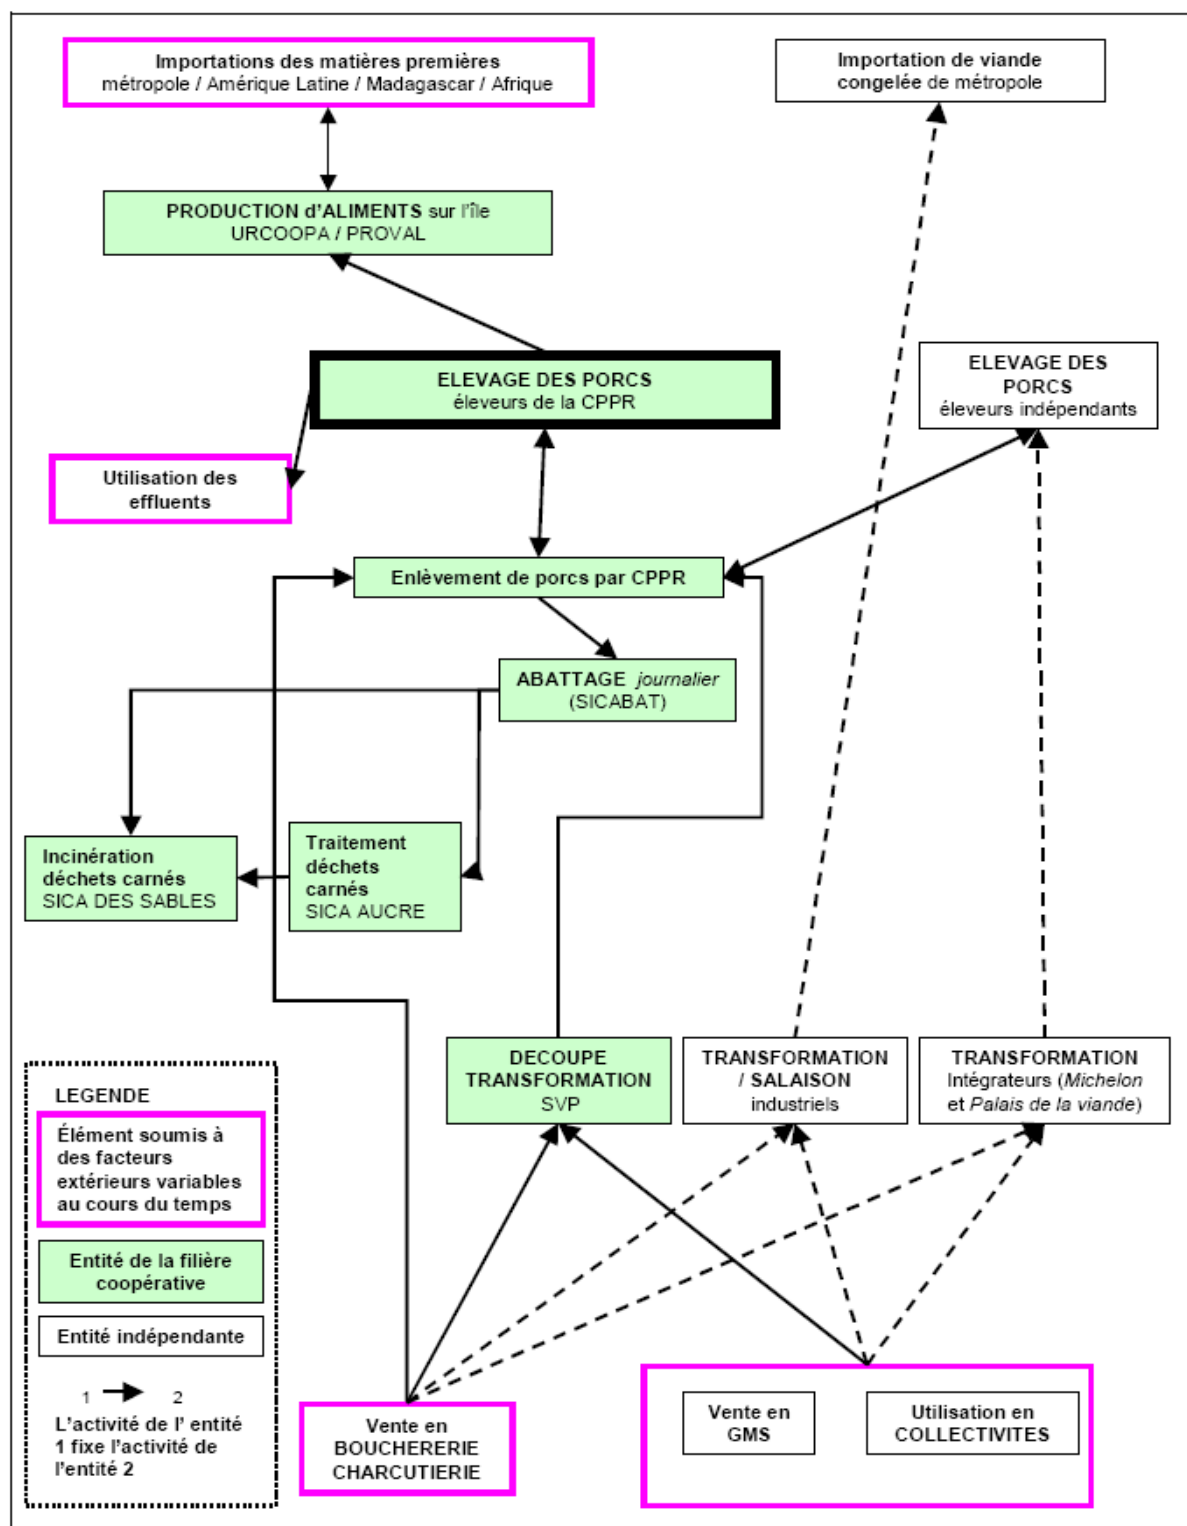 Importations des matières premières
métropole / Amérique Latine / Madagascar / Afrique
Importation de viande
congelée de métropole
PRODUCTION d'ALIMENTS sur l'île
URCOOPA / PROVAL
ELEVAGE DES PORCS
éleveurs de la CPPR
ELEVAGE DES
PORCS
éleveurs indépendants
Utilisation des
effluents
Enlèvement de porcs par CPPR
ABATTAGE journalier
(SICABAT)
Incinération
déchets carnés
SICA DES SABLES
Traitement
déchets
carnés
SICA AUCRE
DECOUPE
TRANSFORMATION
SVP
TRANSFORMATION
/ SALAISON
industriels
TRANSFORMATION
Intégrateurs (Michelon
et Palais de la viande)
LEGENDE
Élément soumis à
des facteurs
extérieurs variables
au cours du temps
Entité de la filière
coopérative
Entité indépendante
1 2
L'activité de l' entité
1 fixe l'activité de
l'entité 2
Vente en
BOUCHERERIE
CHARCUTIERIE
Vente en
GMS
Utilisation en
COLLECTIVITES